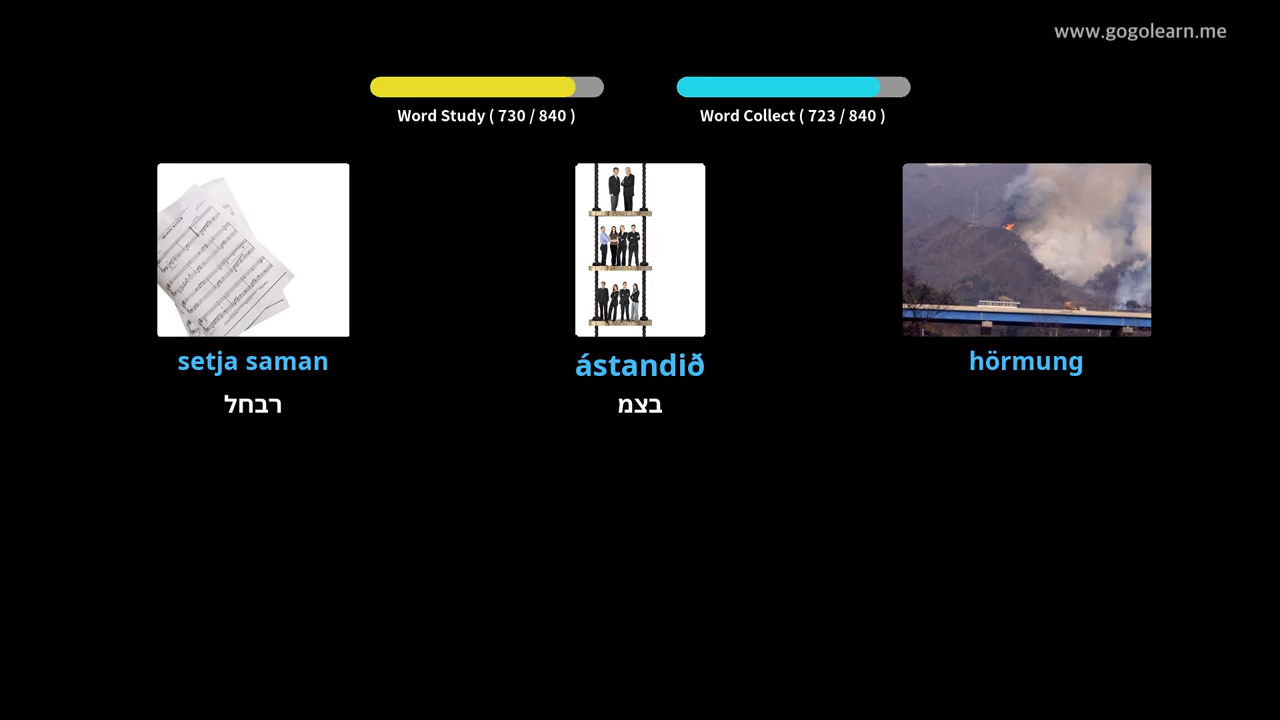 www.gogolearn.me
Word Study ( 730 / 840 )
Word Collect ( 723 / 840 )
setja saman
ástandið
hörmung
רבחל
בצמ